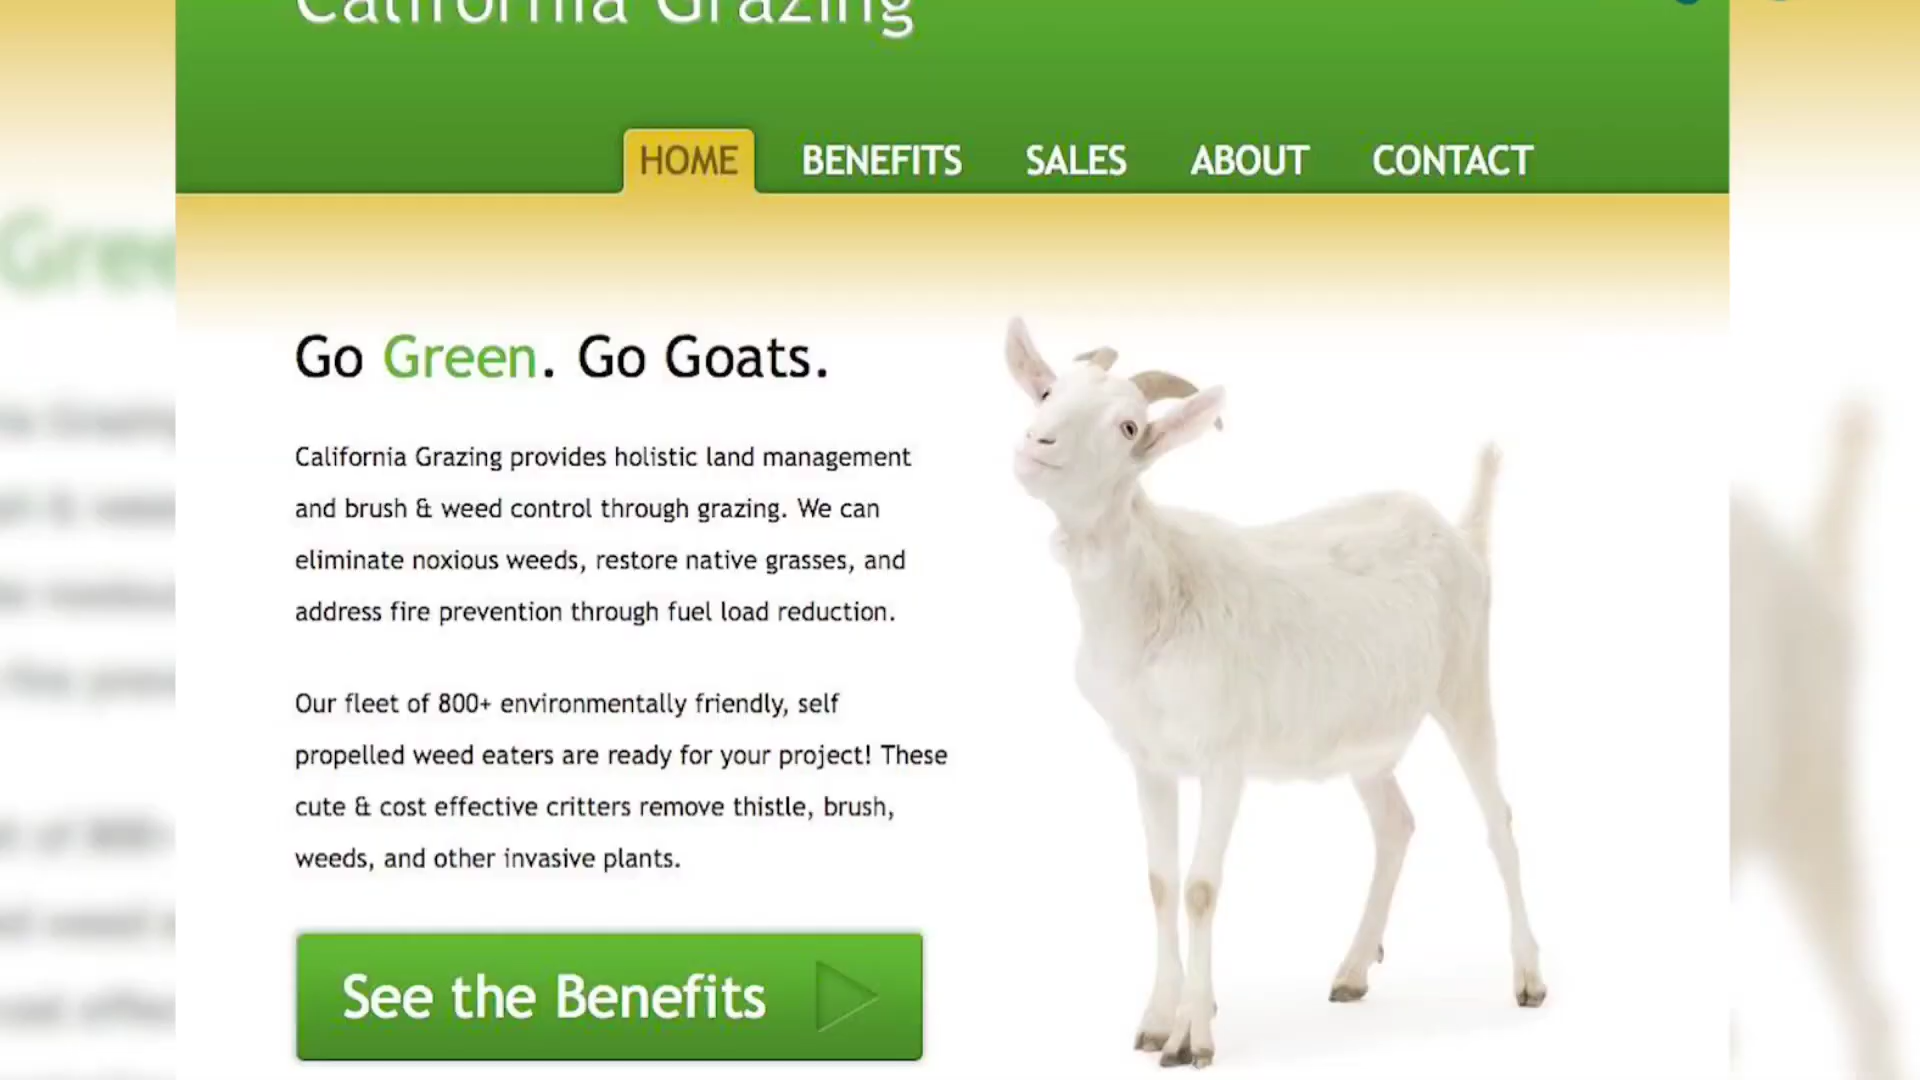 California Grazing
HOME BENEFITS SALES ABOUT CONTACT
Go Green. Go Goats.
California Grazing provides holistic land management
and brush & weed control through grazing. We can
eliminate noxious weeds, restore native grasses, and
address fire prevention through fuel load reduction.
Our fleet of 800+ environmentally friendly, self
propelled weed eaters are ready for your project! These
cute & cost effective critters remove thistle, brush,
weeds, and other invasive plants.
See the Benefits